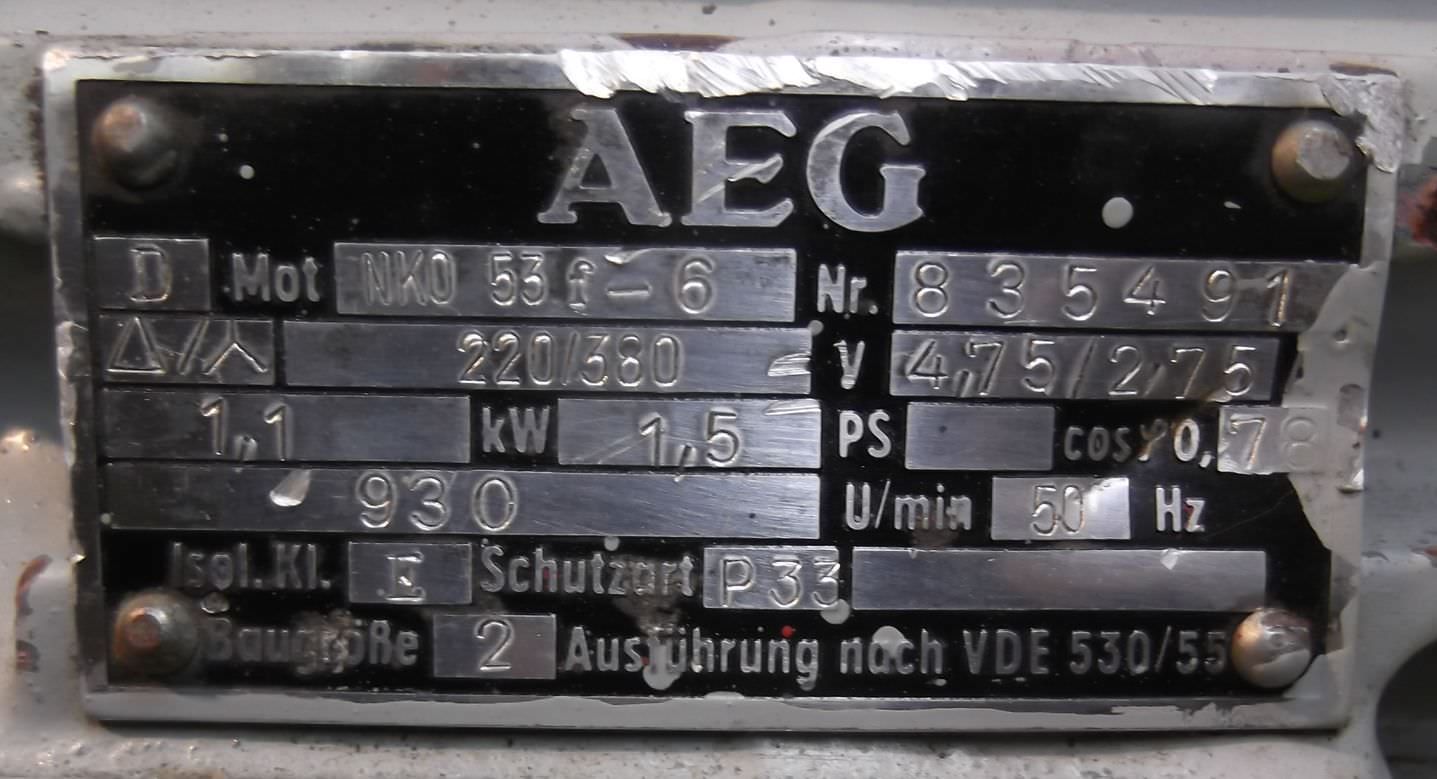 AEG
D Mot NKO 53 f - 6 Nr. 835491
Δ/⅄ 220/380 V 4,75/2,75
1,1 kW 1,5 PS cosφ 0,78
930 U/min 50 Hz
Isol.Kl. E Schutzart P33
Baugröße 2 Ausführung nach VDE 530/55